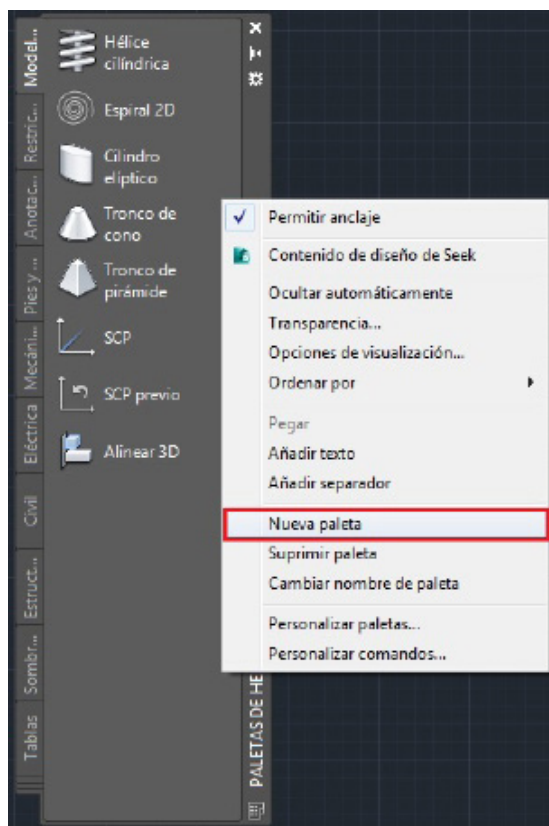 Model...
Restric...
Anotac...
Pies y ...
Mecáni...
Eléctrica
Civil
Estruct...
Sombr...
Tablas
Hélice
cilíndrica
Espiral 2D
Cilindro
elíptico
Tronco de
cono
Tronco de
pirámide
SCP
SCP previo
Alinear 3D
PALETAS DE HE
Permitir anclaje
Contenido de diseño de Seek
Ocultar automáticamente
Transparencia...
Opciones de visualización...
Ordenar por
Pegar
Añadir texto
Añadir separador
Nueva paleta
Suprimir paleta
Cambiar nombre de paleta
Personalizar paletas...
Personalizar comandos...